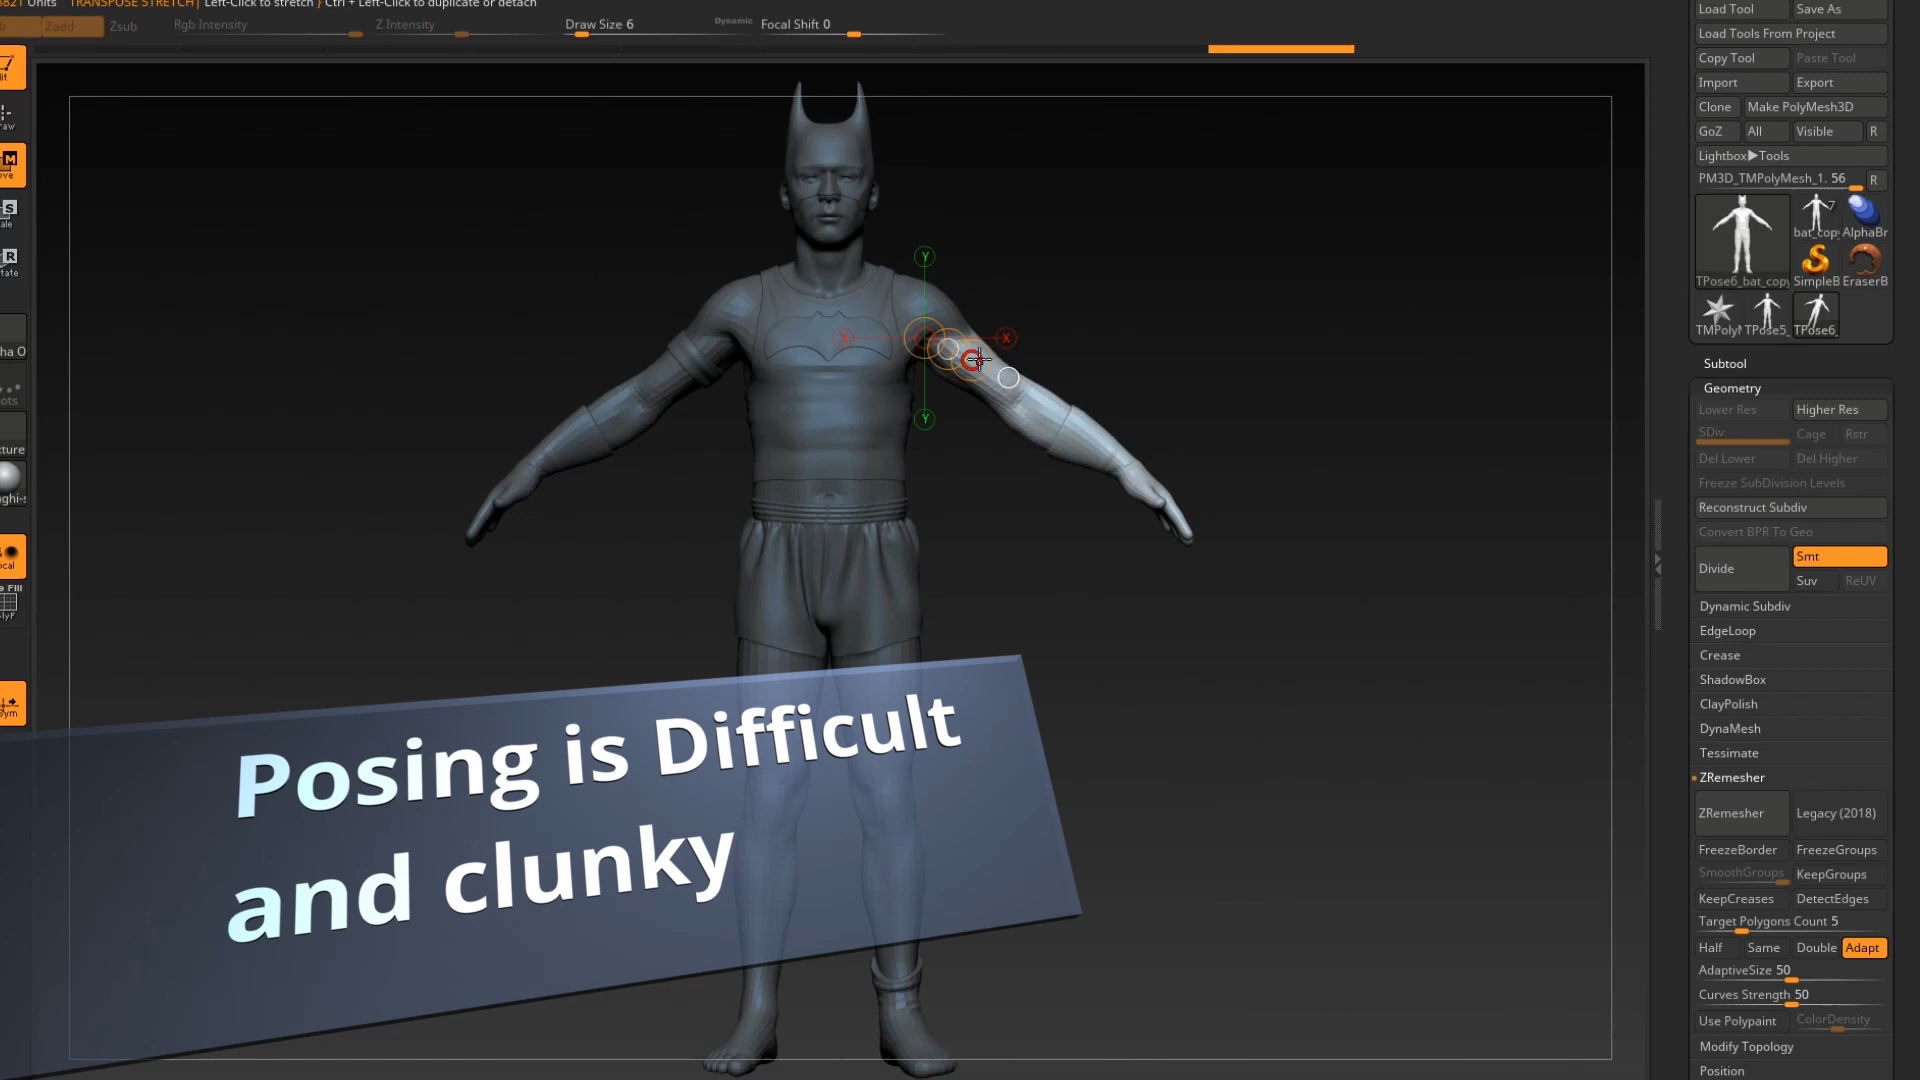 8821 Units TRANSPOSE STRETCH| Left-Click to stretch } Ctrl + Left-Click to duplicate or detach
Zadd Zsub Rgb Intensity Z Intensity Draw Size 6 Dynamic Focal Shift 0
Load Tool Save As
Load Tools From Project
Copy Tool Paste Tool
Import Export
Clone Make PolyMesh3D
GoZ All Visible R
Lightbox▶Tools
PM3D_TMPolyMesh_1. 56 R
7
bat_copy AlphaBr
TPose6_bat_copy SimpleB EraserB
TMPolyM TPose5_ TPose6_
Subtool
Geometry
Lower Res Higher Res
SDiv Cage Rstr
Del Lower Del Higher
Freeze SubDivision Levels
Reconstruct Subdiv
Convert BPR To Geo
Divide Smt
Suv ReUV
Dynamic Subdiv
EdgeLoop
Crease
ShadowBox
ClayPolish
DynaMesh
Tessimate
ZRemesher
ZRemesher Legacy (2018)
FreezeBorder FreezeGroups
SmoothGroups KeepGroups
KeepCreases DetectEdges
Target Polygons Count 5
Half Same Double Adapt
AdaptiveSize 50
Curves Strength 50
Use Polypaint ColorDensity
Modify Topology
Position
M
S
R
Y
X X
Y
Posing is Difficult
and clunky